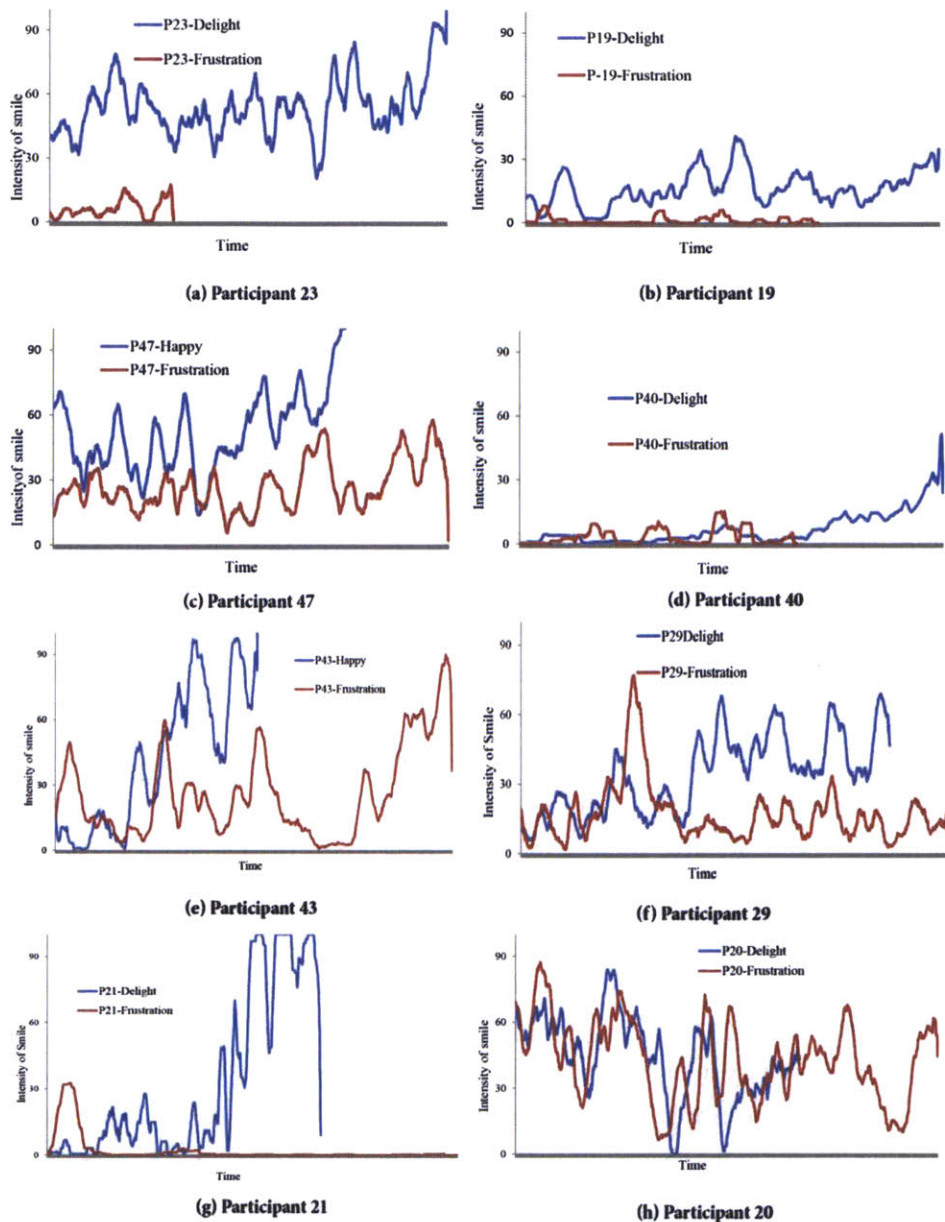 P23-Delight
P23-Frustration
Intensity of smile
90
60
30
0
Time
(a) Participant 23
P19-Delight
P-19-Frustration
Intensity of smile
90
60
30
0
Time
(b) Participant 19
P47-Happy
P47-Frustration
Intesityof smile
90
60
30
0
Time
(c) Participant 47
P40-Delight
P40-Frustration
Intensity of smile
90
60
30
0
Time
(d) Participant 40
P43-Happy
P43-Frustration
Intensity of smile
90
60
30
0
Time
(e) Participant 43
P29Delight
P29-Frustration
Intensity of Smile
90
60
30
0
Time
(f) Participant 29
P21-Delight
P21-Frustration
Intensity of Smile
90
60
30
0
Time
(g) Participant 21
P20-Delight
P20-Frustration
Intensity of smile
90
60
30
0
Time
(h) Participant 20